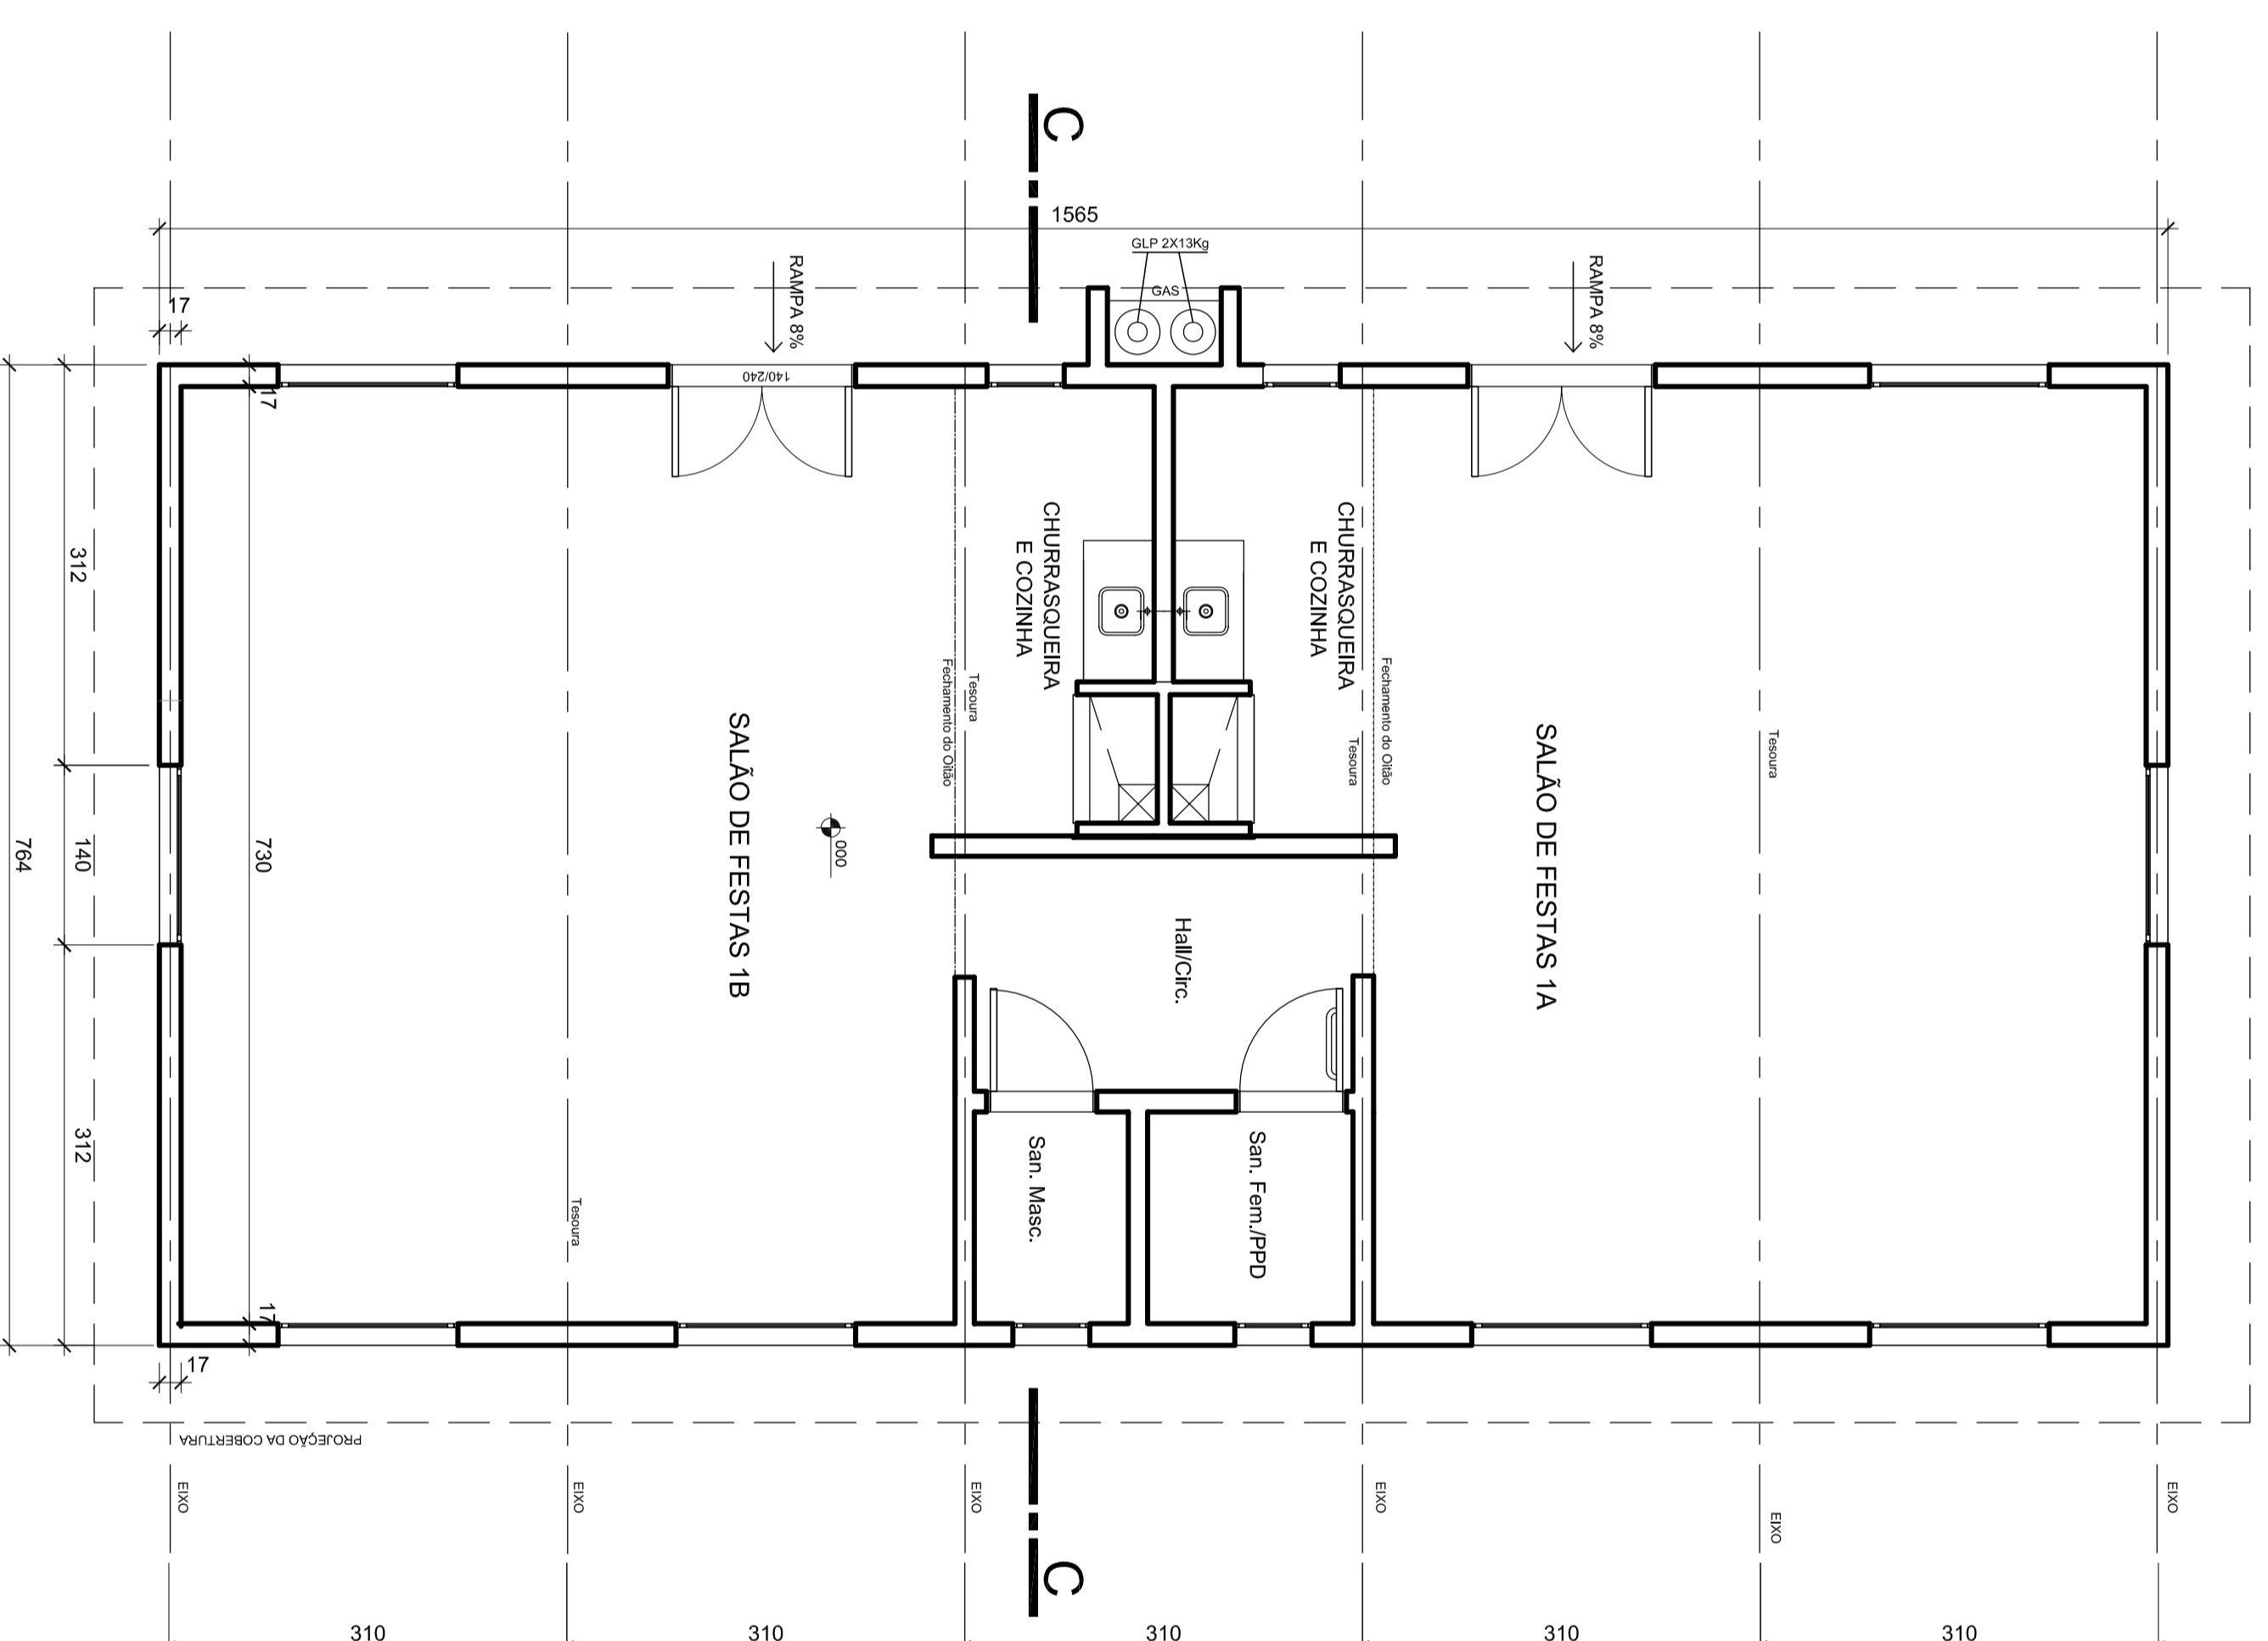 C
1565
GLP 2X13Kg
GAS
RAMPA 8%
RAMPA 8%
17
17
140/240
CHURRASQUEIRA
E COZINHA
CHURRASQUEIRA
E COZINHA
312
Fechamento do Oitão
Tesoura
Fechamento do Oitão
Tesoura
Tesoura
SALÃO DE FESTAS 1B
SALÃO DE FESTAS 1A
000
764
140
730
Hall/Circ.
312
San. Masc.
San. Fem./PPD
Tesoura
17
17
PROJEÇÃO DA COBERTURA
EIXO
EIXO
EIXO
EIXO
EIXO
EIXO
C
310
310
310
310
310